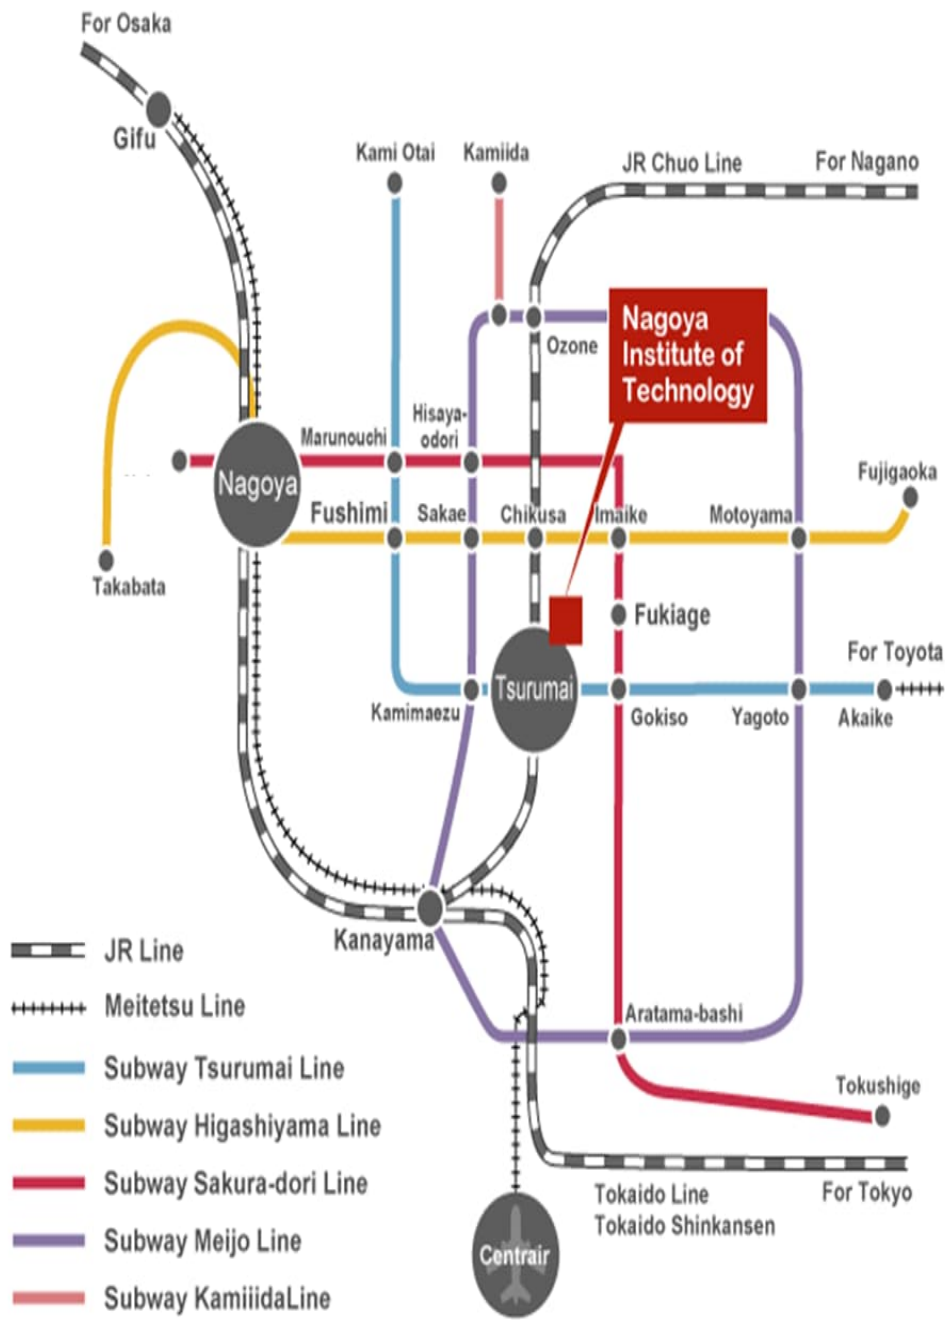 For Osaka
Gifu
Kami Otai
Kamiida
JR Chuo Line
For Nagano
Nagoya
Institute of
Technology
Ozone
Hisaya-
odori
Marunouchi
Nagoya
Fushimi
Sakae
Chikusa
Imaike
Motoyama
Fujigaoka
Takabata
Fukiage
For Toyota
Tsurumai
Kamimaezu
Gokiso
Yagoto
Akaike
Kanayama
JR Line
Meitetsu Line
Aratama-bashi
Subway Tsurumai Line
Tokushige
Subway Higashiyama Line
Subway Sakura-dori Line
Tokaido Line
Tokaido Shinkansen
For Tokyo
Subway Meijo Line
Centrair
Subway KamiiidaLine